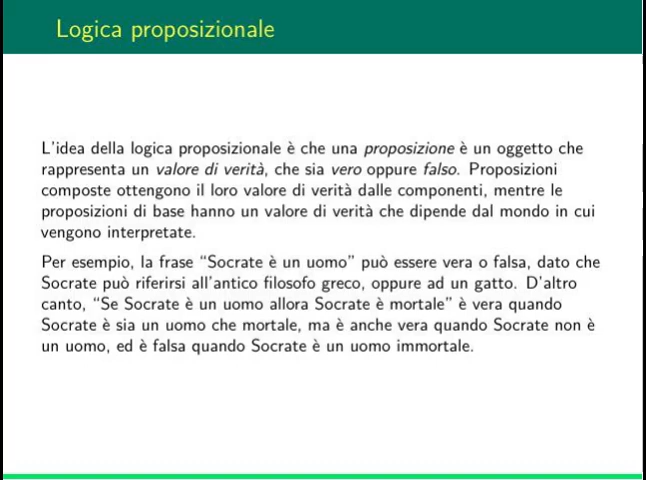 Logica proposizionale
L'idea della logica proposizionale è che una proposizione è un oggetto che
rappresenta un valore di verità, che sia vero oppure falso. Proposizioni
composte ottengono il loro valore di verità dalle componenti, mentre le
proposizioni di base hanno un valore di verità che dipende dal mondo in cui
vengono interpretate.
Per esempio, la frase “Socrate è un uomo” può essere vera o falsa, dato che
Socrate può riferirsi all'antico filosofo greco, oppure ad un gatto. D'altro
canto, “Se Socrate è un uomo allora Socrate è mortale” è vera quando
Socrate è sia un uomo che mortale, ma è anche vera quando Socrate non è
un uomo, ed è falsa quando Socrate è un uomo immortale.